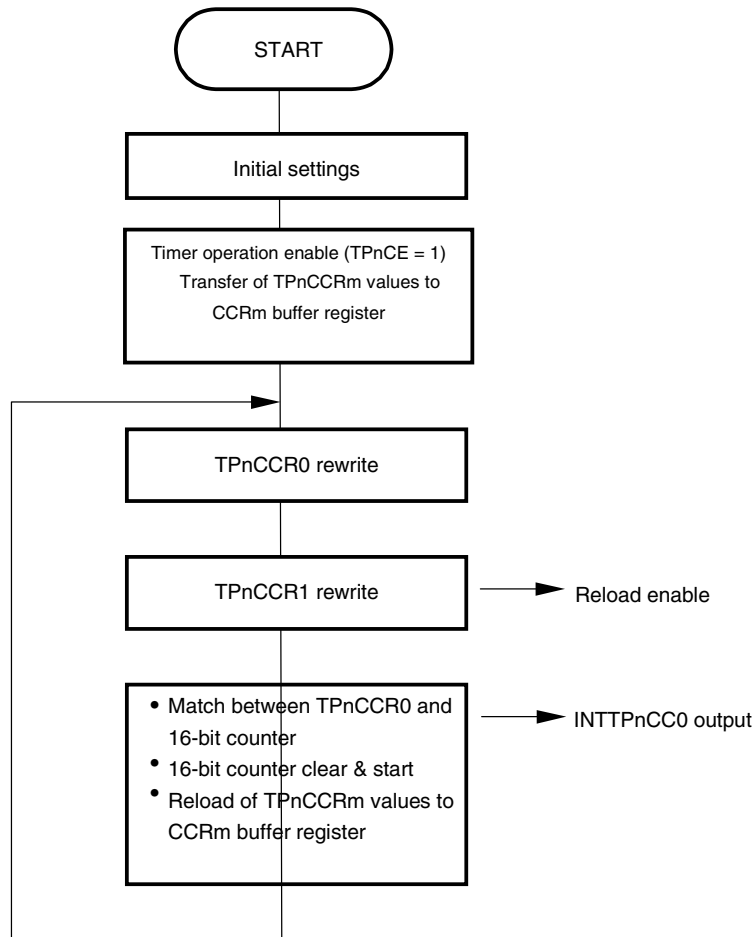 START
Initial settings
Timer operation enable (TPnCE = 1)
Transfer of TPnCCRm values to
CCRm buffer register
TPnCCR0 rewrite
TPnCCR1 rewrite
Reload enable
• Match between TPnCCR0 and
16-bit counter
• 16-bit counter clear & start
• Reload of TPnCCRm values to
CCRm buffer register
INTTPnCC0 output